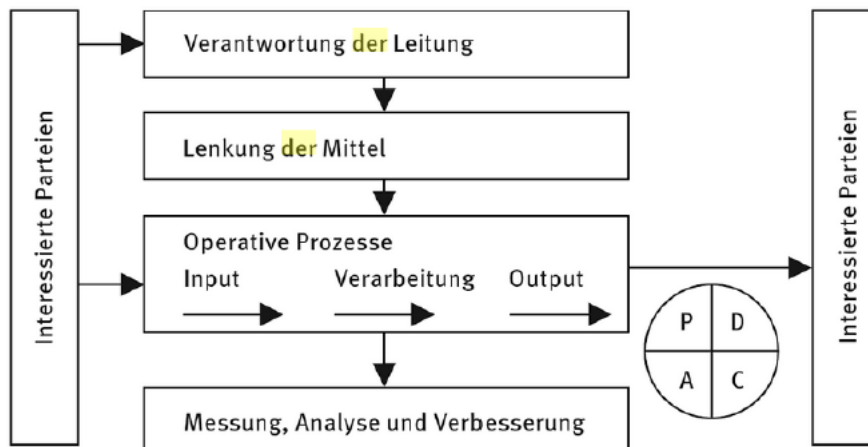 Interessierte Parteien
Verantwortung der Leitung
Lenkung der Mittel
Operative Prozesse
Input Verarbeitung Output
Messung, Analyse und Verbesserung
P D
A C
Interessierte Parteien